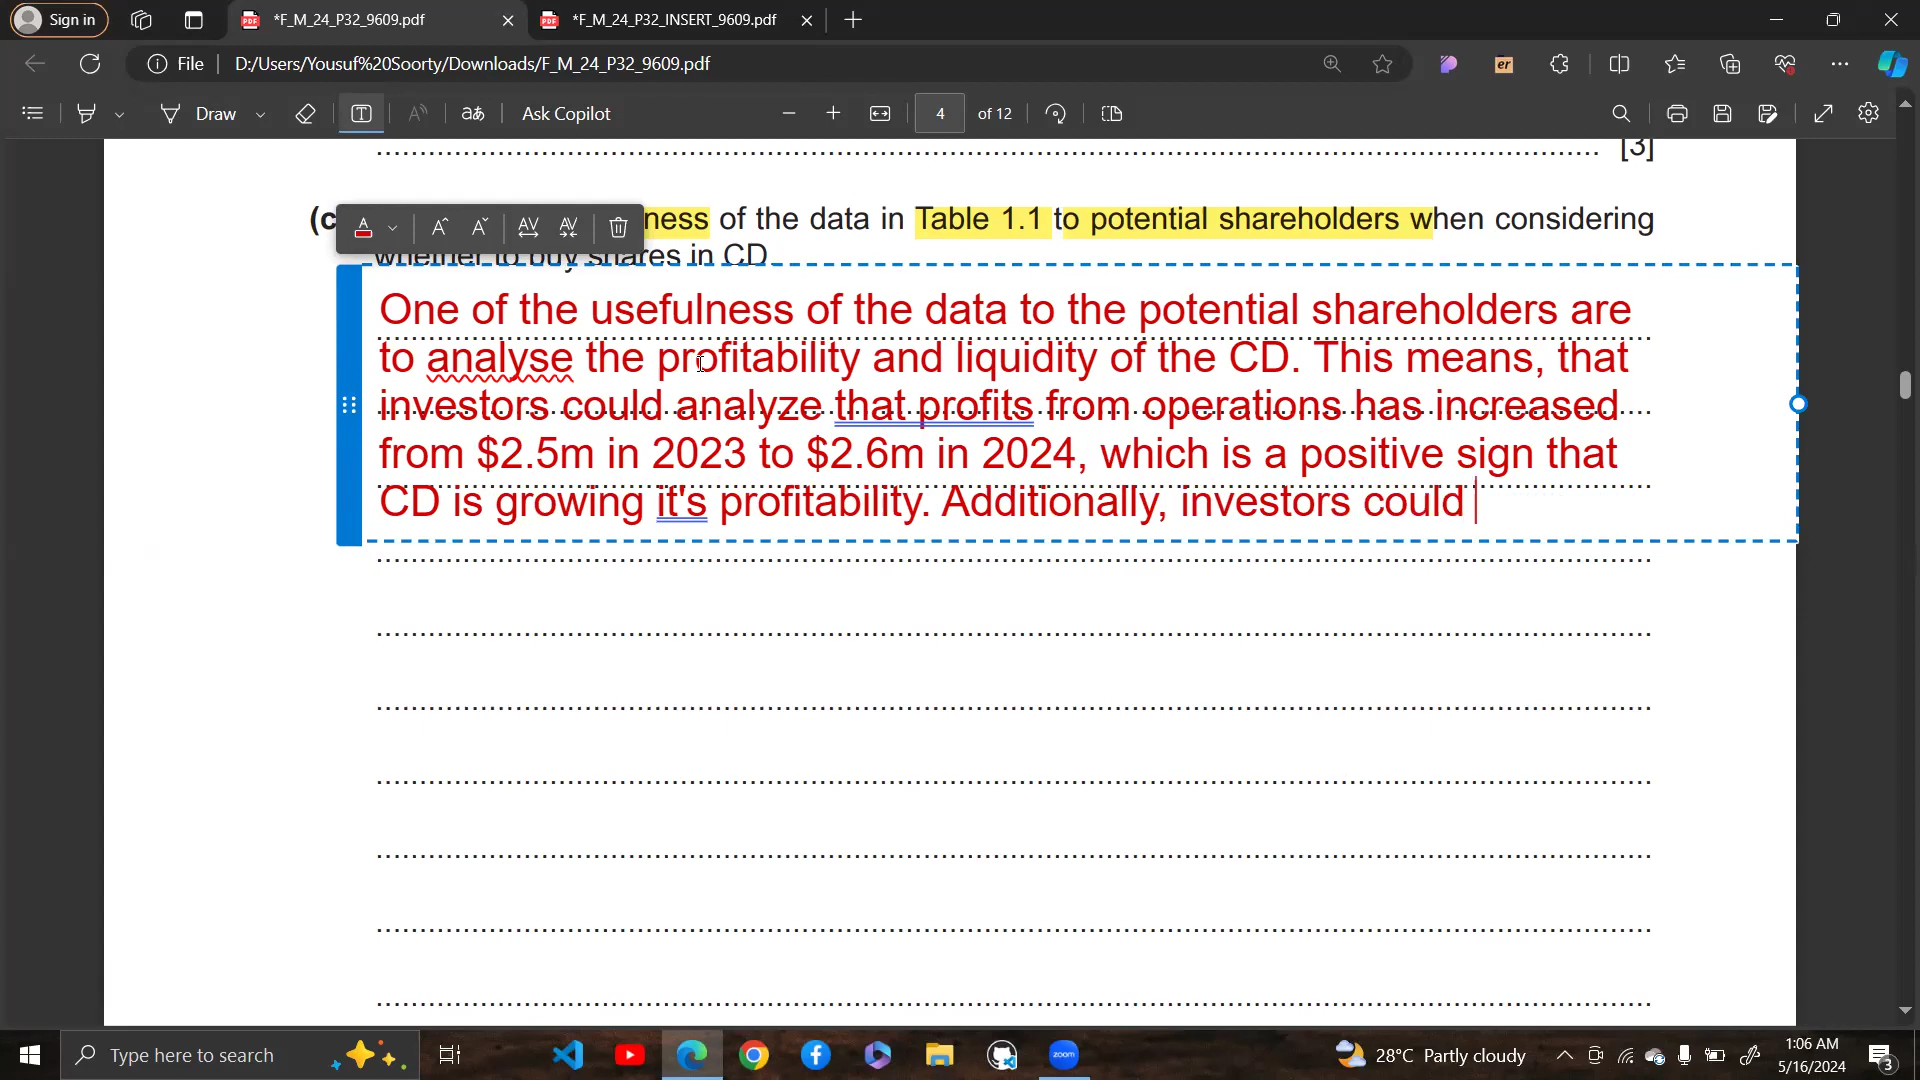 Sign in
*F_M_24_P32_9609.pdf
*F_M_24_P32_INSERT_9609.pdf
File
D:/Users/Yousuf%20Soorty/Downloads/F_M_24_P32_9609.pdf
er
Draw
aあ
Ask Copilot
4 of 12
[3]
(c ness of the data in Table 1.1 to potential shareholders when considering
whether to buy shares in CD.
One of the usefulness of the data to the potential shareholders are
to analyse the profitability and liquidity of the CD. This means, that
investors could analyze that profits from operations has increased
from $2.5m in 2023 to $2.6m in 2024, which is a positive sign that
CD is growing it's profitability. Additionally, investors could
Type here to search
zoom
28°C Partly cloudy
1:06 AM
5/16/2024
3